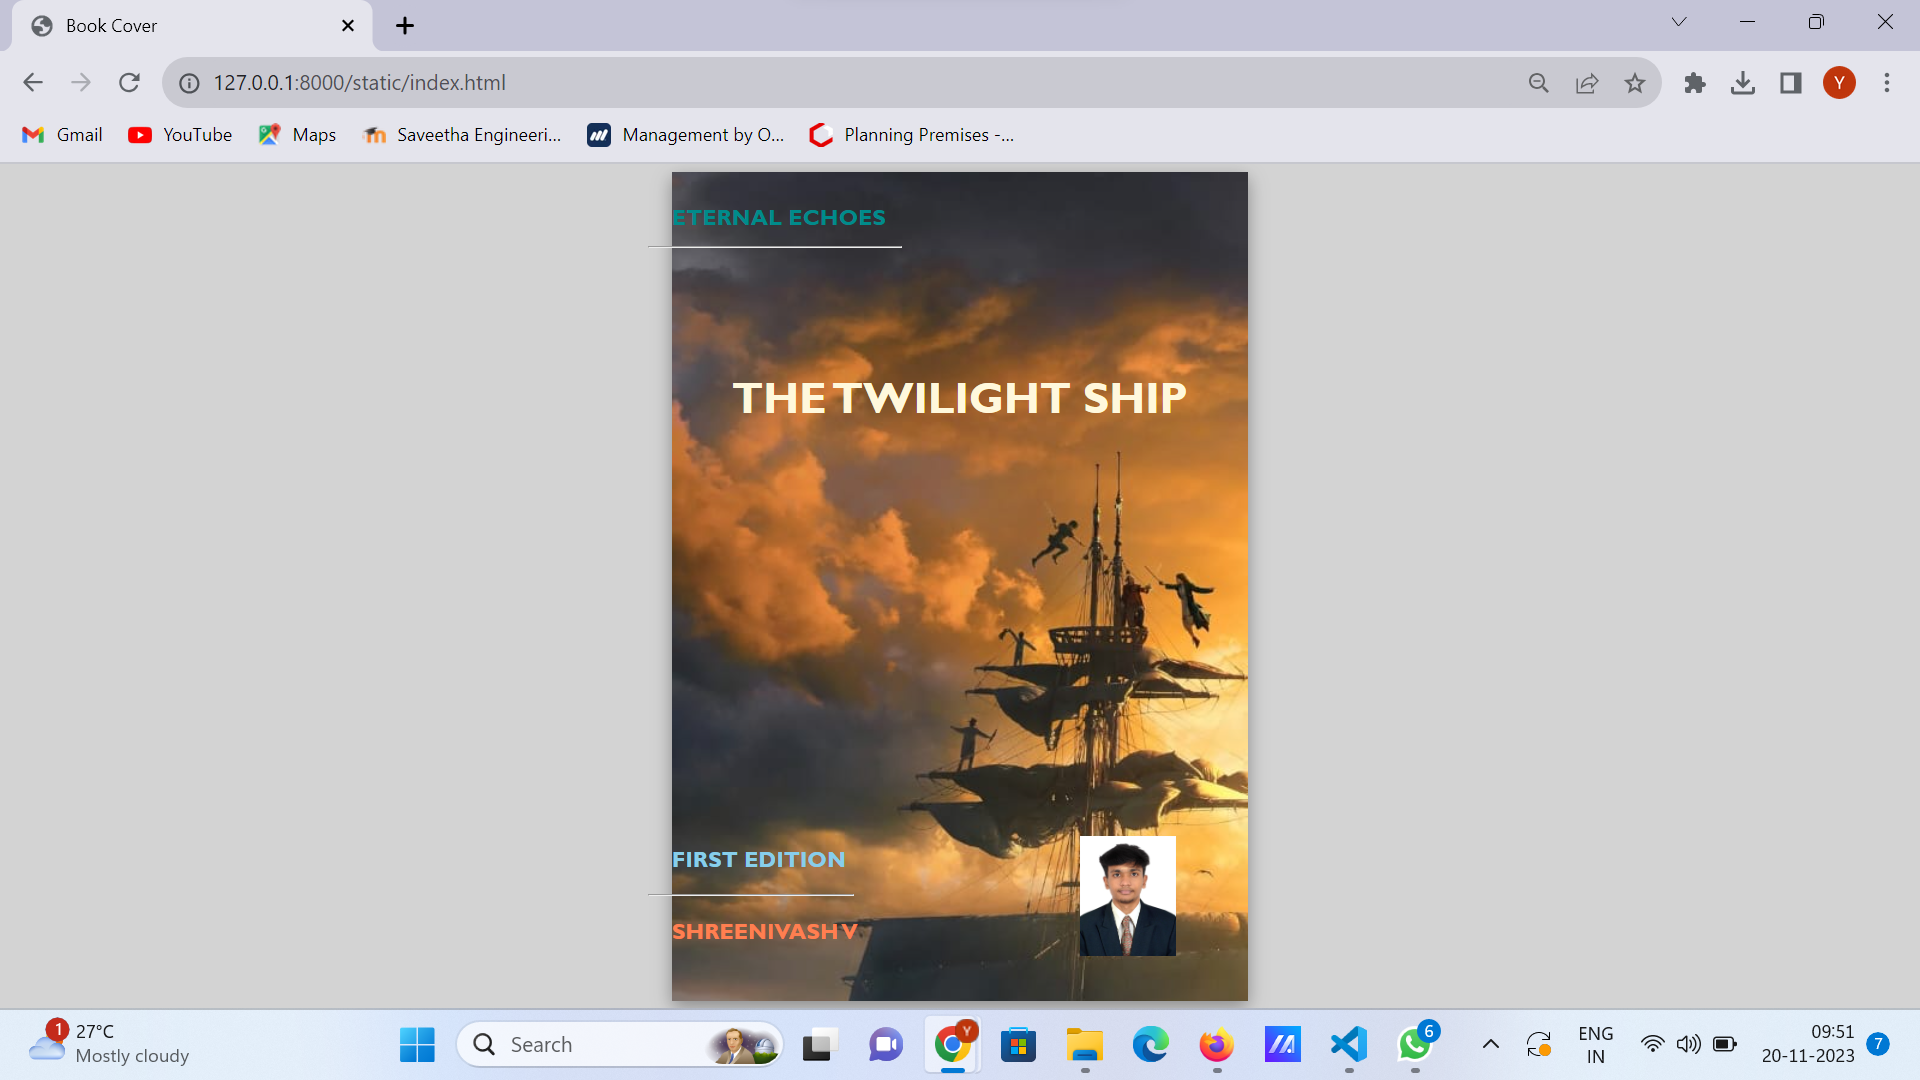 Book Cover
127.0.0.1:8000/static/index.html
Y
Gmail
YouTube
Maps
Saveetha Engineeri...
Management by O...
Planning Premises -...
ETERNAL ECHOES
THE TWILIGHT SHIP
FIRST EDITION
SHREENIVASH V
1
27°C
Mostly cloudy
Search
Y
6
ENG
IN
09:51
20-11-2023
7